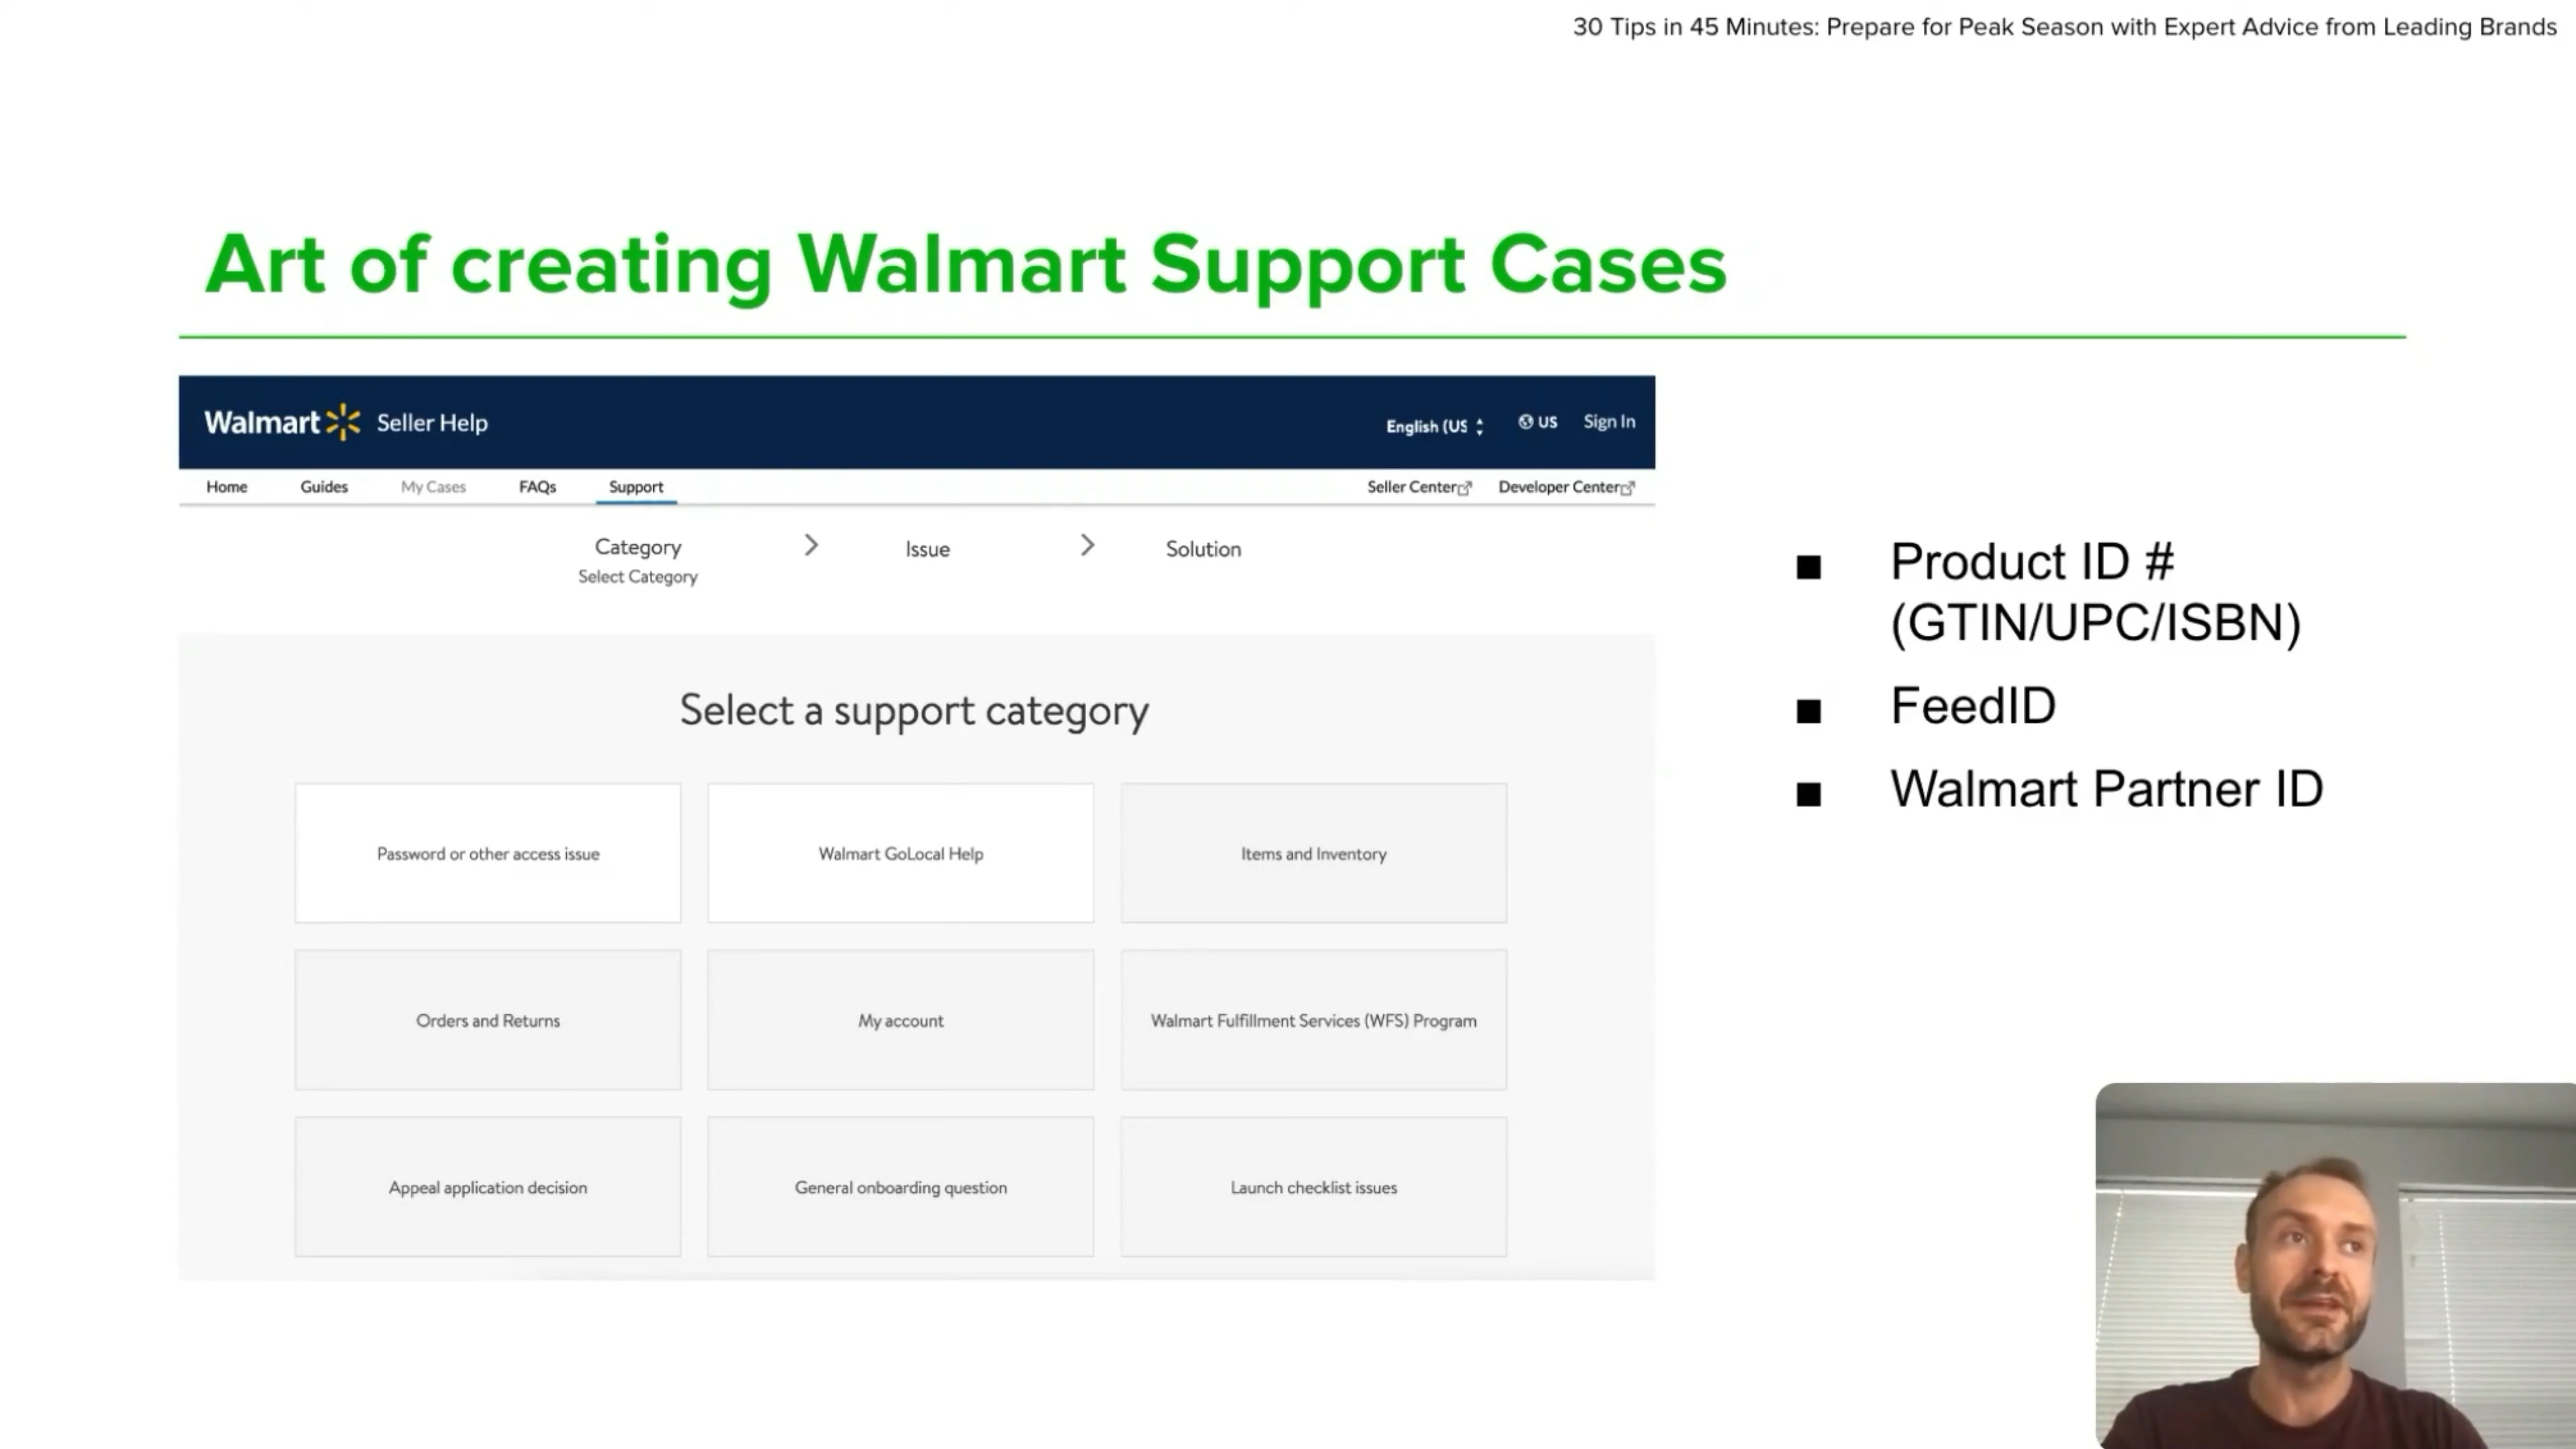 30 Tips in 45 Minutes: Prepare for Peak Season with Expert Advice from Leading Brands
Art of creating Walmart Support Cases
Walmart Seller Help
English (US
US
Sign In
Home
Guides
My Cases
FAQs
Support
Seller Center
Developer Center
Category
Select Category
Issue
Solution
Select a support category
Password or other access issue
Walmart GoLocal Help
Items and Inventory
Orders and Returns
My account
Walmart Fulfillment Services (WFS) Program
Appeal application decision
General onboarding question
Launch checklist issues
Product ID #
(GTIN/UPC/ISBN)
FeedID
Walmart Partner ID